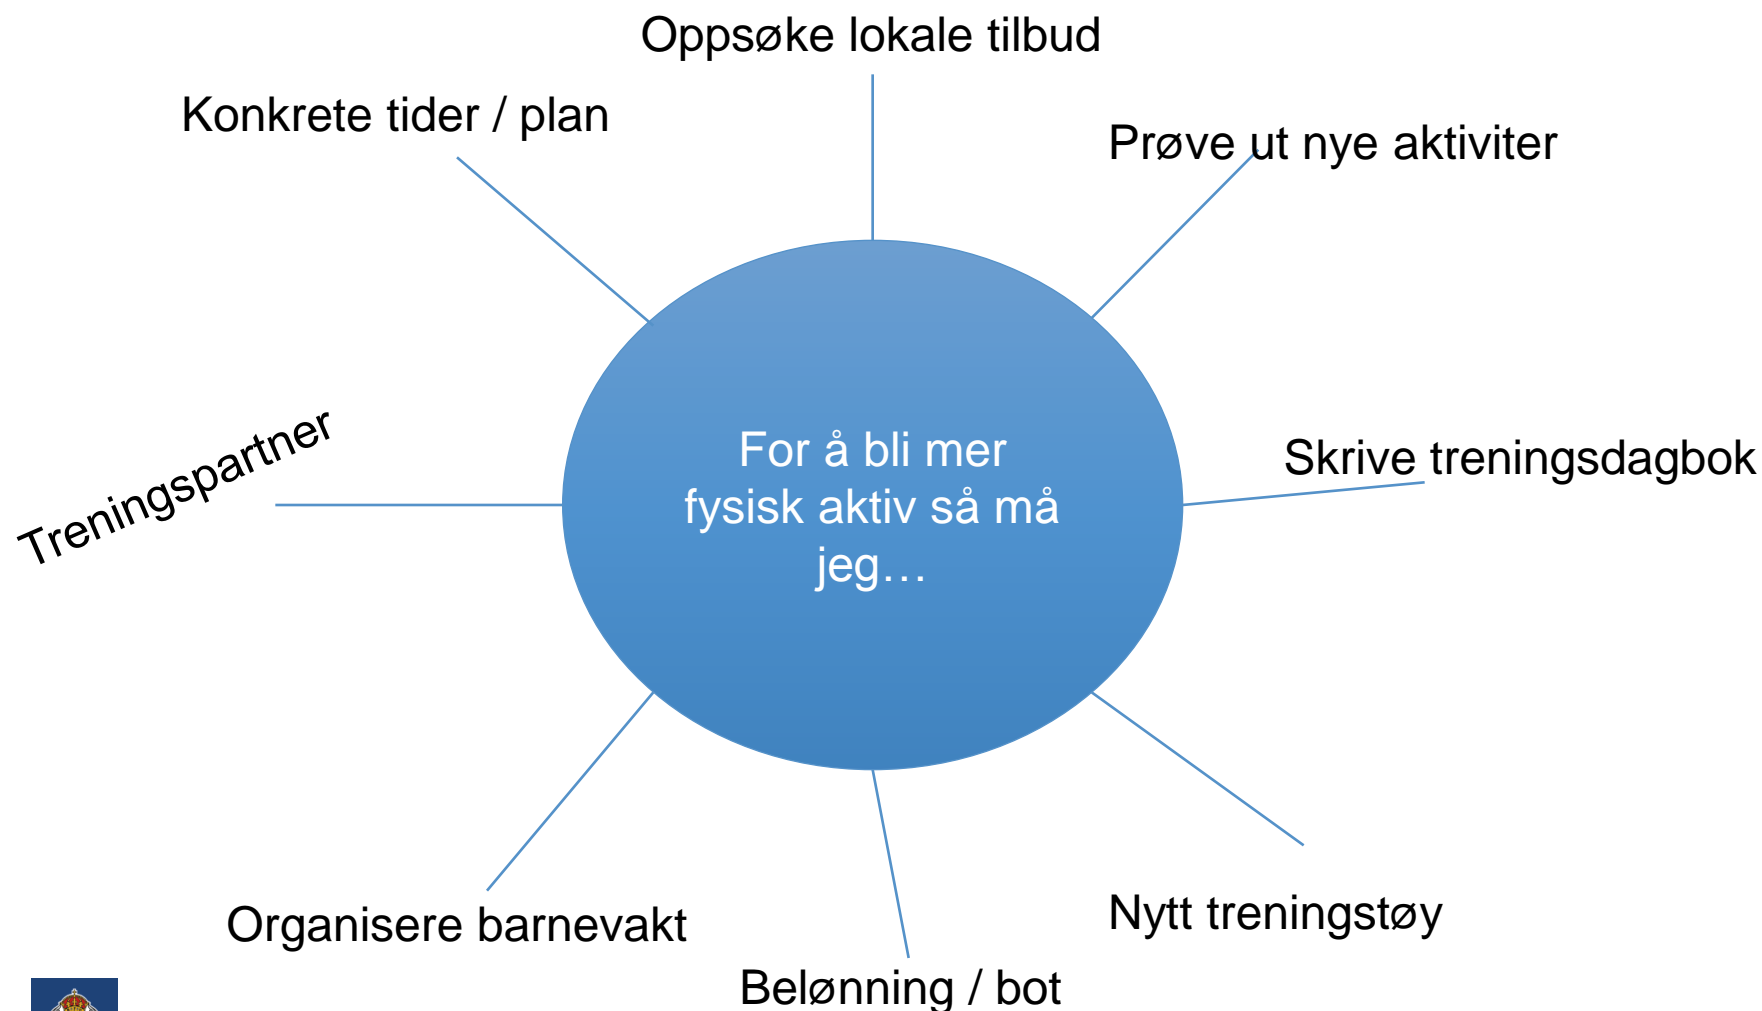 Oppsøke lokale tilbud
Konkrete tider / plan
Prøve ut nye aktiviter
Treningspartner
For å bli mer
fysisk aktiv så må
jeg…
Skrive treningsdagbok
Organisere barnevakt
Nytt treningstøy
Belønning / bot